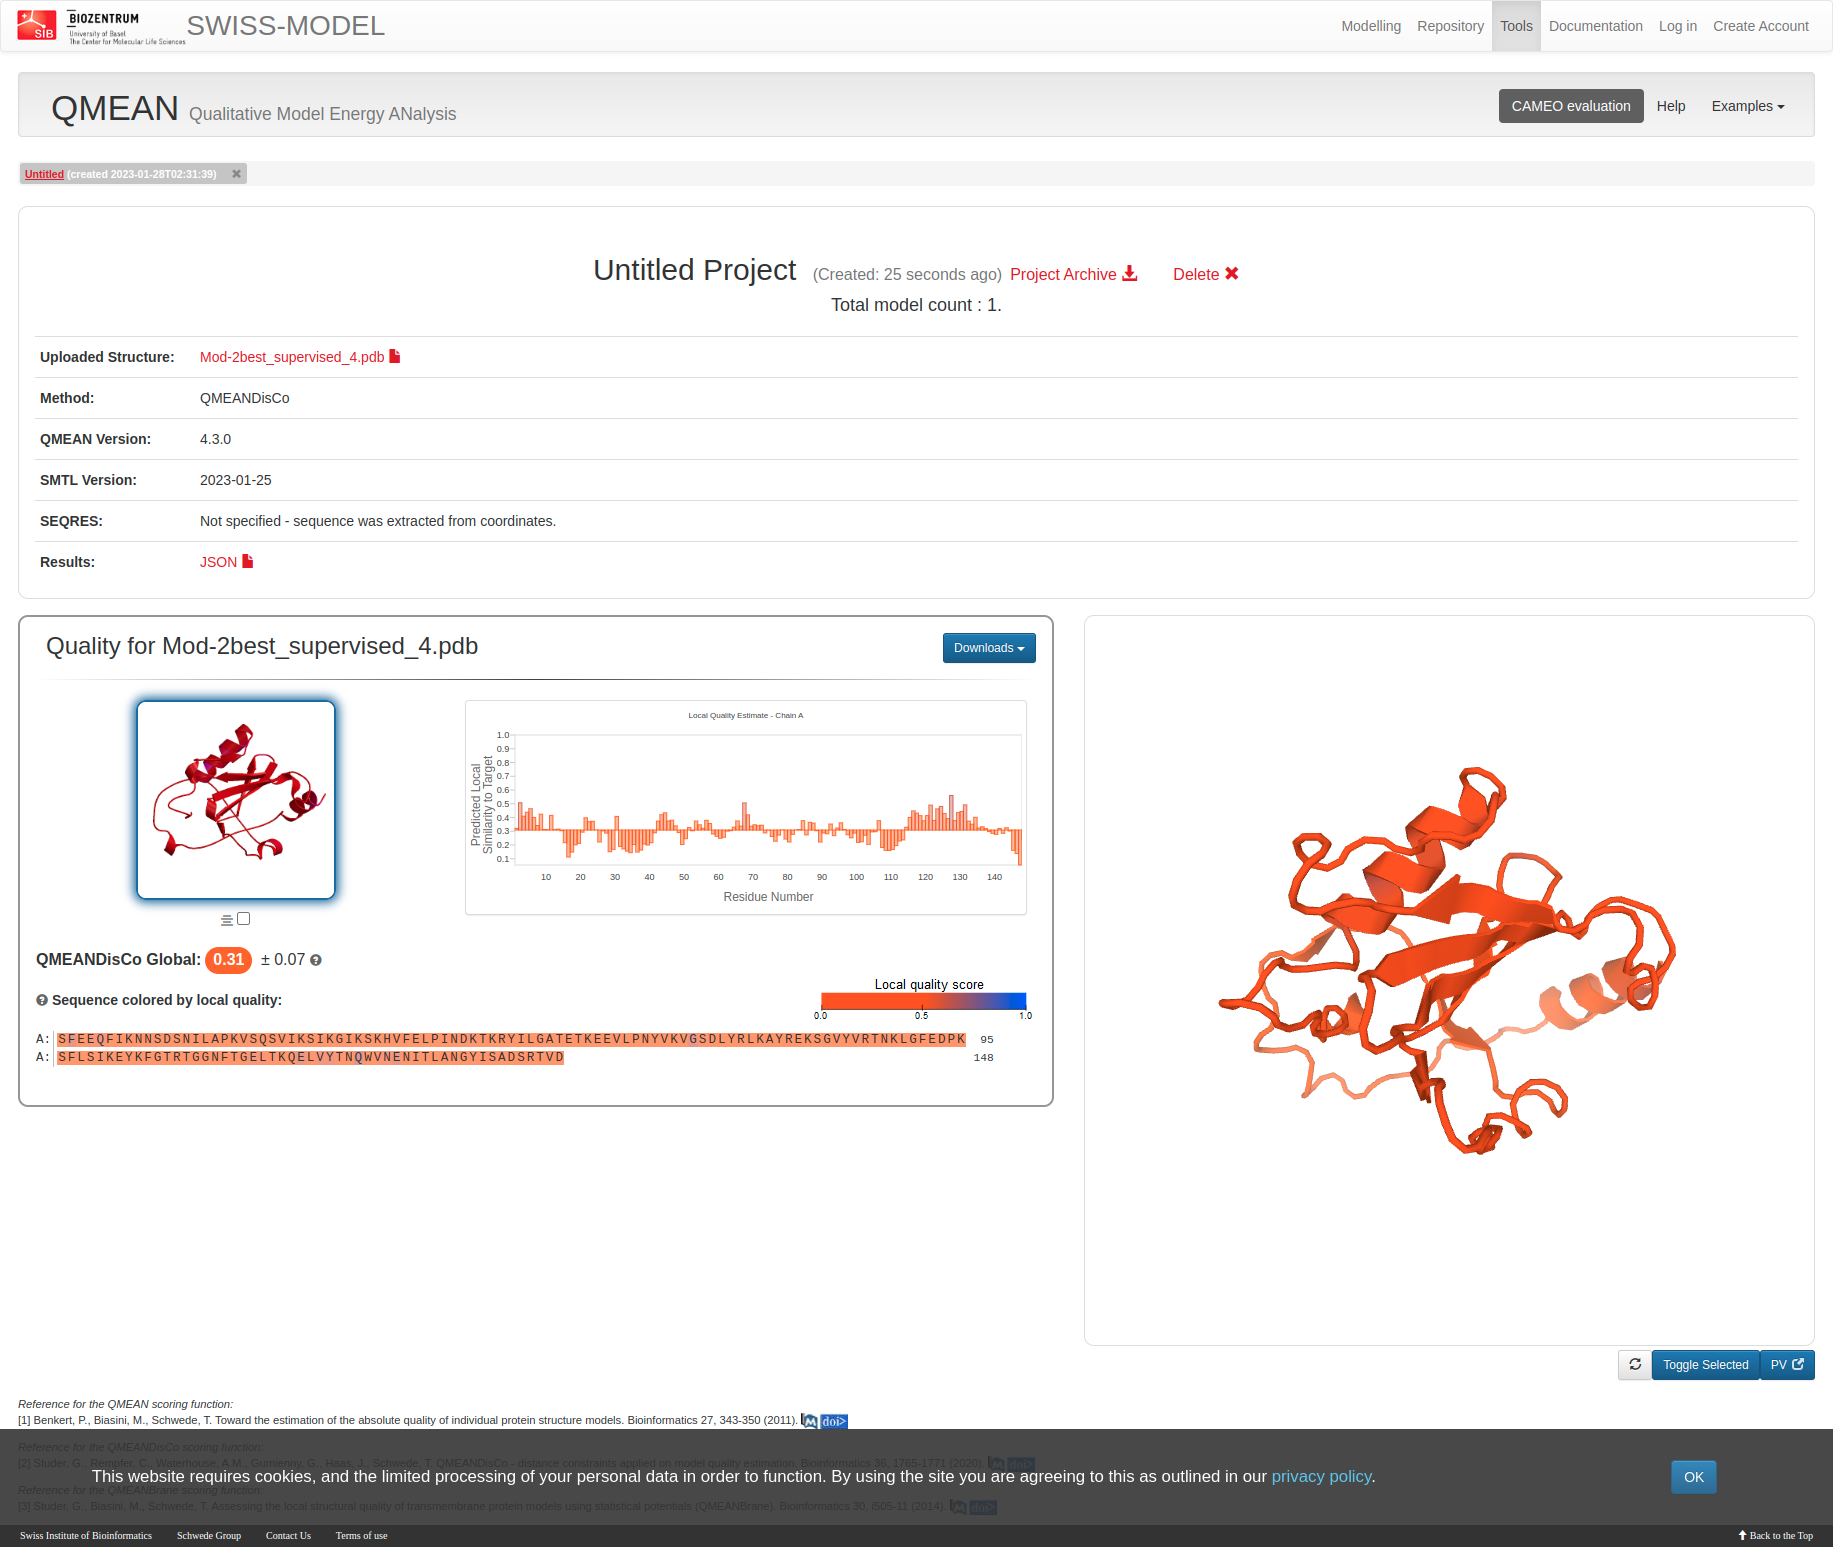 SIB
BIOZENTRUM
University of Basel
The Center for Molecular Life Sciences
SWISS-MODEL
Modelling Repository Tools Documentation Log in Create Account
QMEAN Qualitative Model Energy ANalysis
CAMEO evaluation Help Examples
Untitled (created 2023-01-28T02:31:39)
Untitled Project (Created: 25 seconds ago) Project Archive Delete
Total model count : 1.
Uploaded Structure: Mod-2best_supervised_4.pdb
Method: QMEANDisCo
QMEAN Version: 4.3.0
SMTL Version: 2023-01-25
SEQRES: Not specified - sequence was extracted from coordinates.
Results: JSON
Quality for Mod-2best_supervised_4.pdb
Downloads
Local Quality Estimate - Chain A
Predicted Local
Similarity to Target
1.0
0.9
0.8
0.7
0.6
0.5
0.4
0.3
0.2
0.1
10 20 30 40 50 60 70 80 90 100 110 120 130 140
Residue Number
QMEANDisCo Global: 0.31 ± 0.07
Sequence colored by local quality:
Local quality score
0.0 0.5 1.0
A: SFEEQFIKNNSDSNILAPKVSQSVIKSIKGIKSKHVFELPINDKTKRYILGATETKEEVLPNYVKVGSDLYRLKAYREKSGVYVRTNKLGFEDPK 95
A: SFLSIKEYKFGTRTGGNFTGELTKQELVYTNQWVNENITLANGYISADSRTVD 148
Toggle Selected PV
Reference for the QMEAN scoring function:
[1] Benkert, P., Biasini, M., Schwede, T. Toward the estimation of the absolute quality of individual protein structure models. Bioinformatics 27, 343-350 (2011). M doi>
Reference for the QMEANDisCo scoring function:
[2] Studer, G., Rempfer, C., Waterhouse, A.M., Gumienny, G., Haas, J., Schwede, T. QMEANDisCo - distance constraints applied on model quality estimation. Bioinformatics 36, 1765-1771 (2020). M doi>
This website requires cookies, and the limited processing of your personal data in order to function. By using the site you are agreeing to this as outlined in our privacy policy.
OK
Reference for the QMEANBrane scoring function:
[3] Studer, G., Biasini, M., Schwede, T. Assessing the local structural quality of transmembrane protein models using statistical potentials (QMEANBrane). Bioinformatics 30, i505-11 (2014). M doi>
Swiss Institute of Bioinformatics Schwede Group Contact Us Terms of use Back to the Top